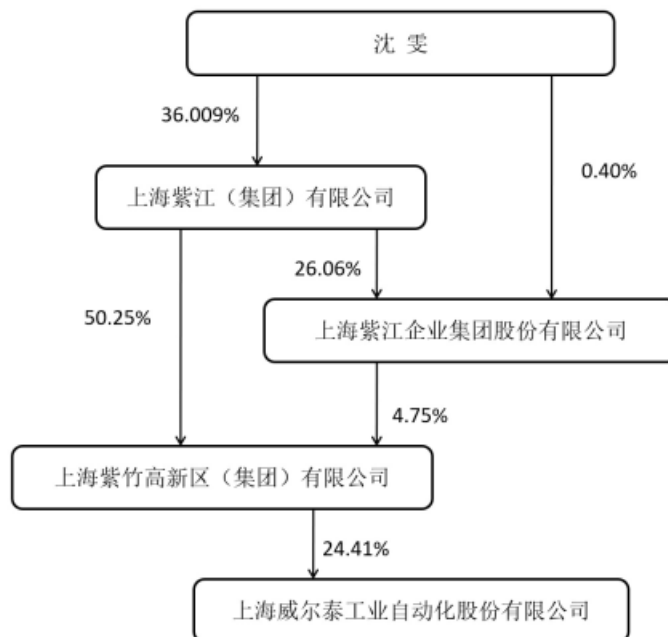 沈 雯
36.009%
0.40%
上海紫江（集团）有限公司
26.06%
50.25%
上海紫江企业集团股份有限公司
4.75%
上海紫竹高新区（集团）有限公司
24.41%
上海威尔泰工业自动化股份有限公司